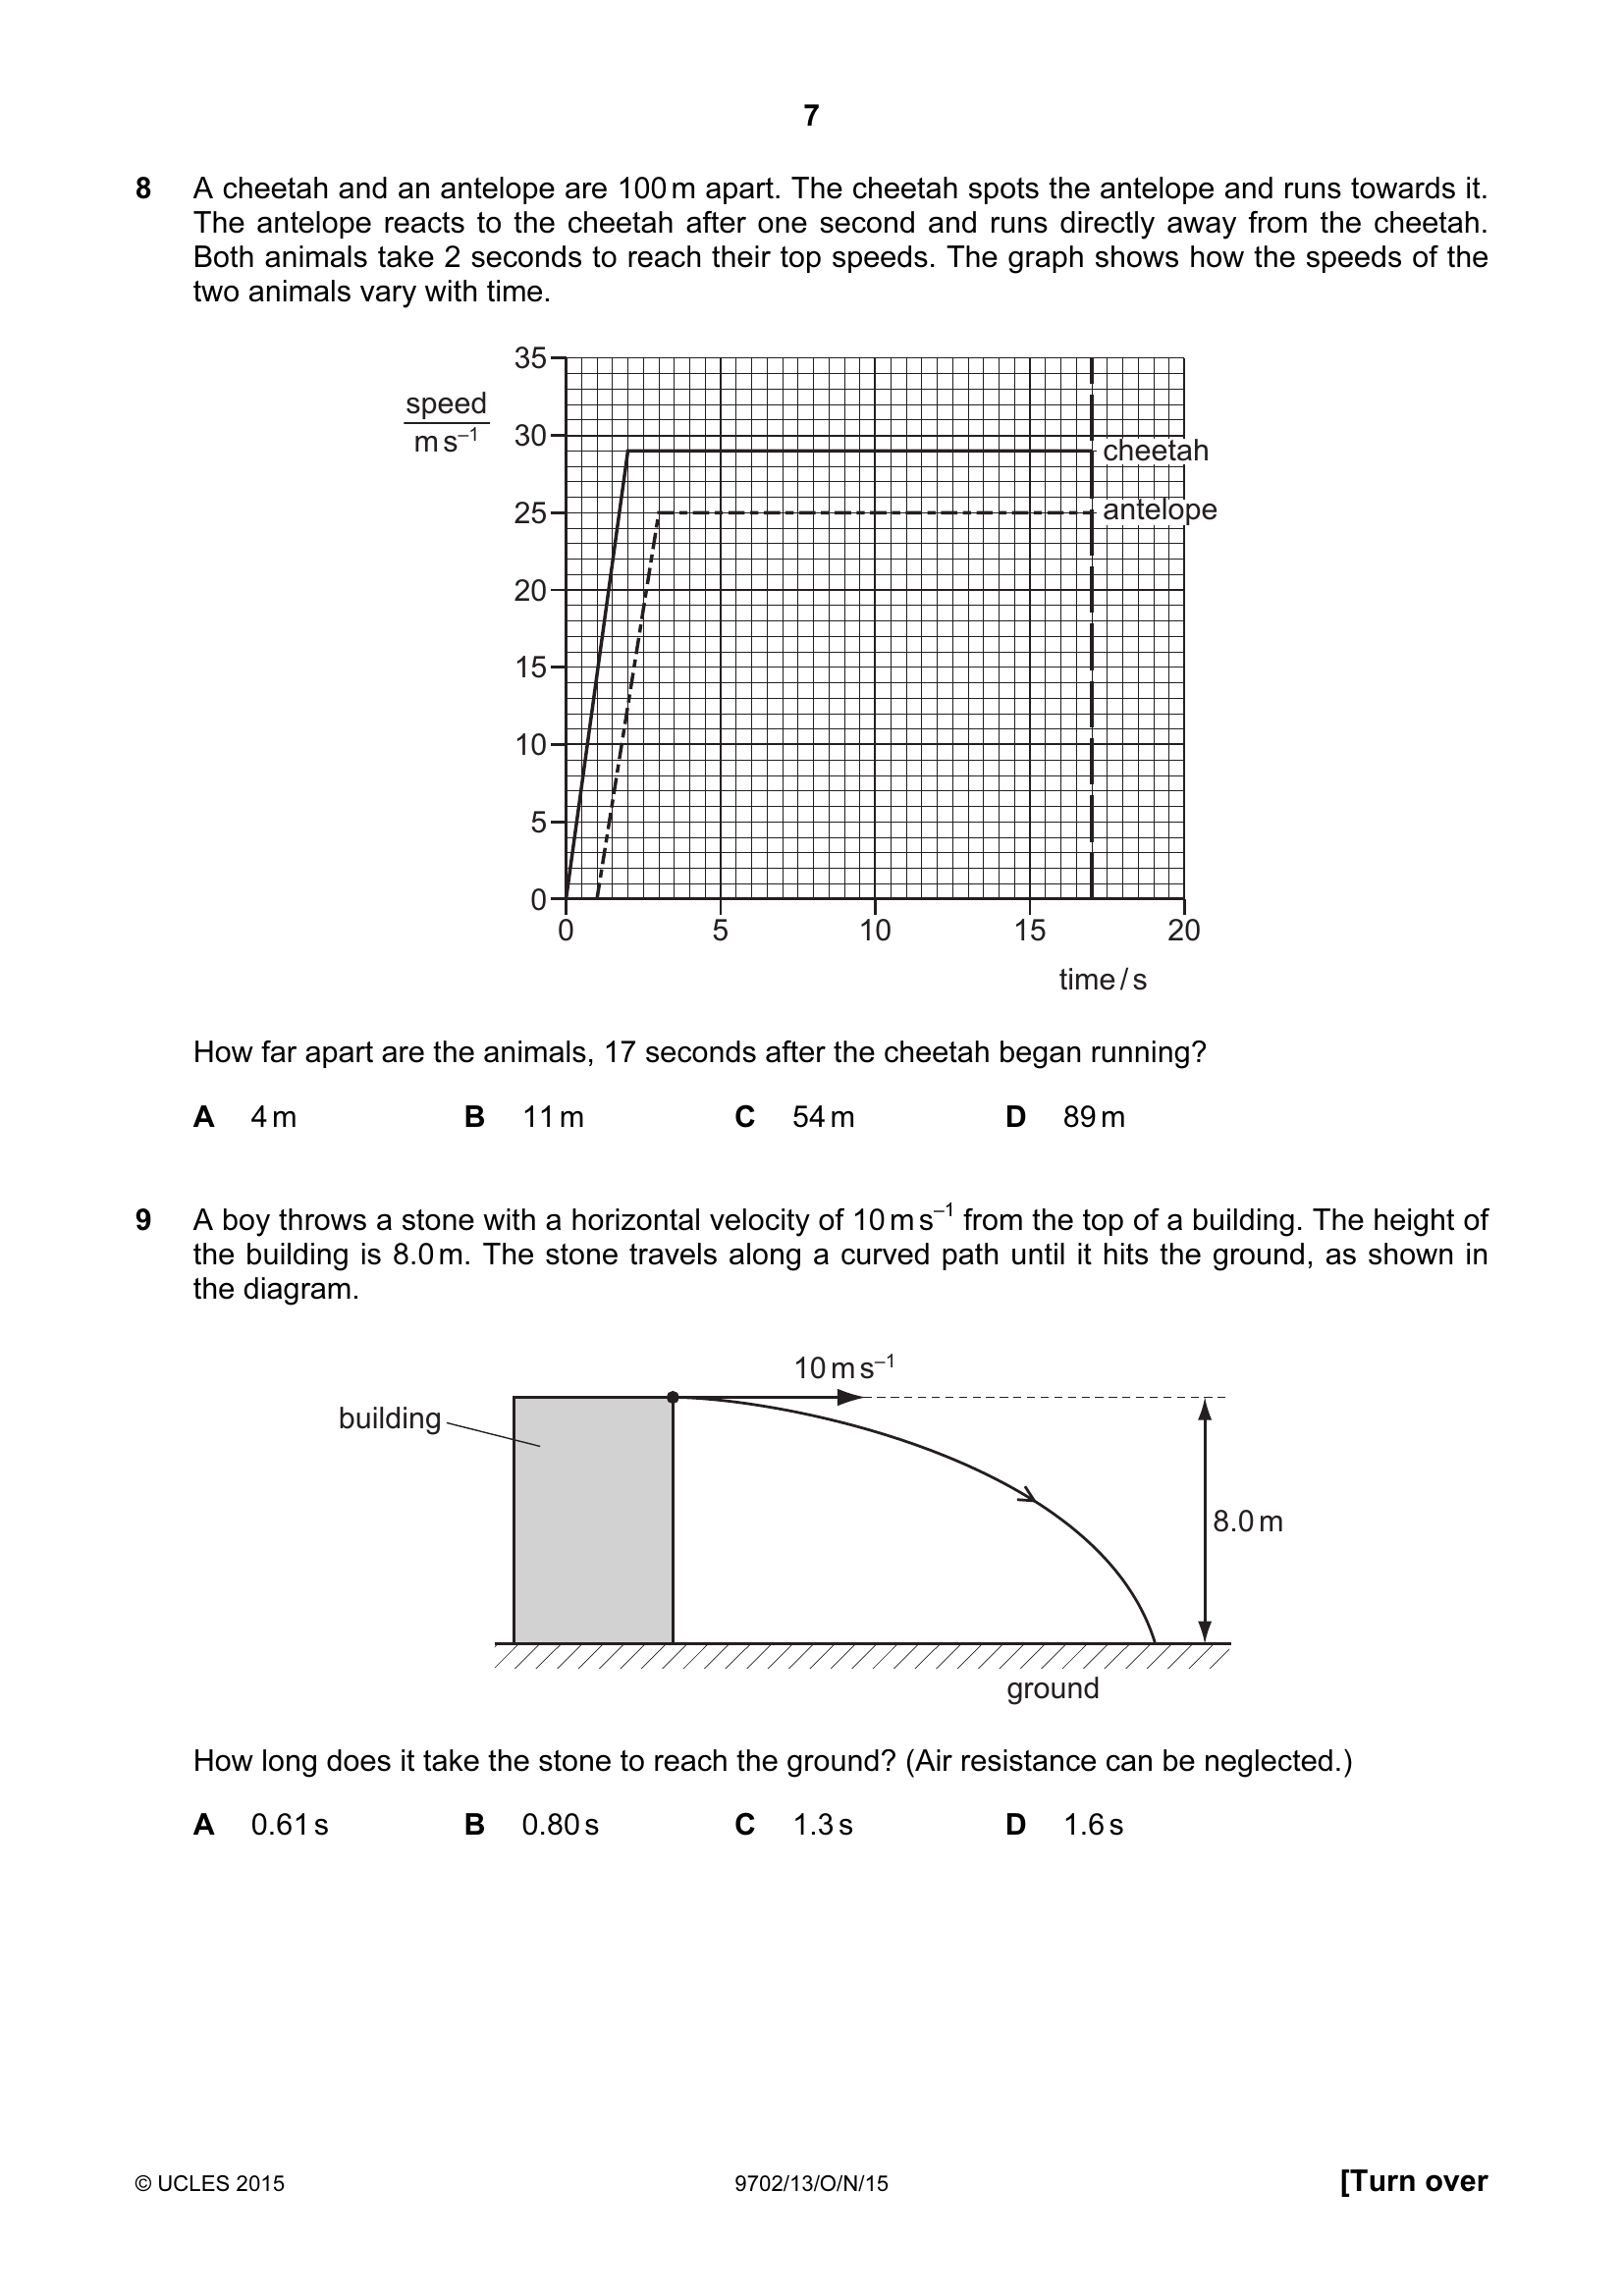 7
8 A cheetah and an antelope are 100 m apart. The cheetah spots the antelope and runs towards it.
The antelope reacts to the cheetah after one second and runs directly away from the cheetah.
Both animals take 2 seconds to reach their top speeds. The graph shows how the speeds of the
two animals vary with time.
35
speed
m s⁻¹
30
cheetah
25
antelope
20
15
10
5
0
0 5 10 15 20
time / s
How far apart are the animals, 17 seconds after the cheetah began running?
A 4 m B 11 m C 54 m D 89 m
9 A boy throws a stone with a horizontal velocity of 10 m s⁻¹ from the top of a building. The height of
the building is 8.0 m. The stone travels along a curved path until it hits the ground, as shown in
the diagram.
10 m s⁻¹
building
8.0 m
ground
How long does it take the stone to reach the ground? (Air resistance can be neglected.)
A 0.61 s B 0.80 s C 1.3 s D 1.6 s
© UCLES 2015 9702/13/O/N/15 [Turn over